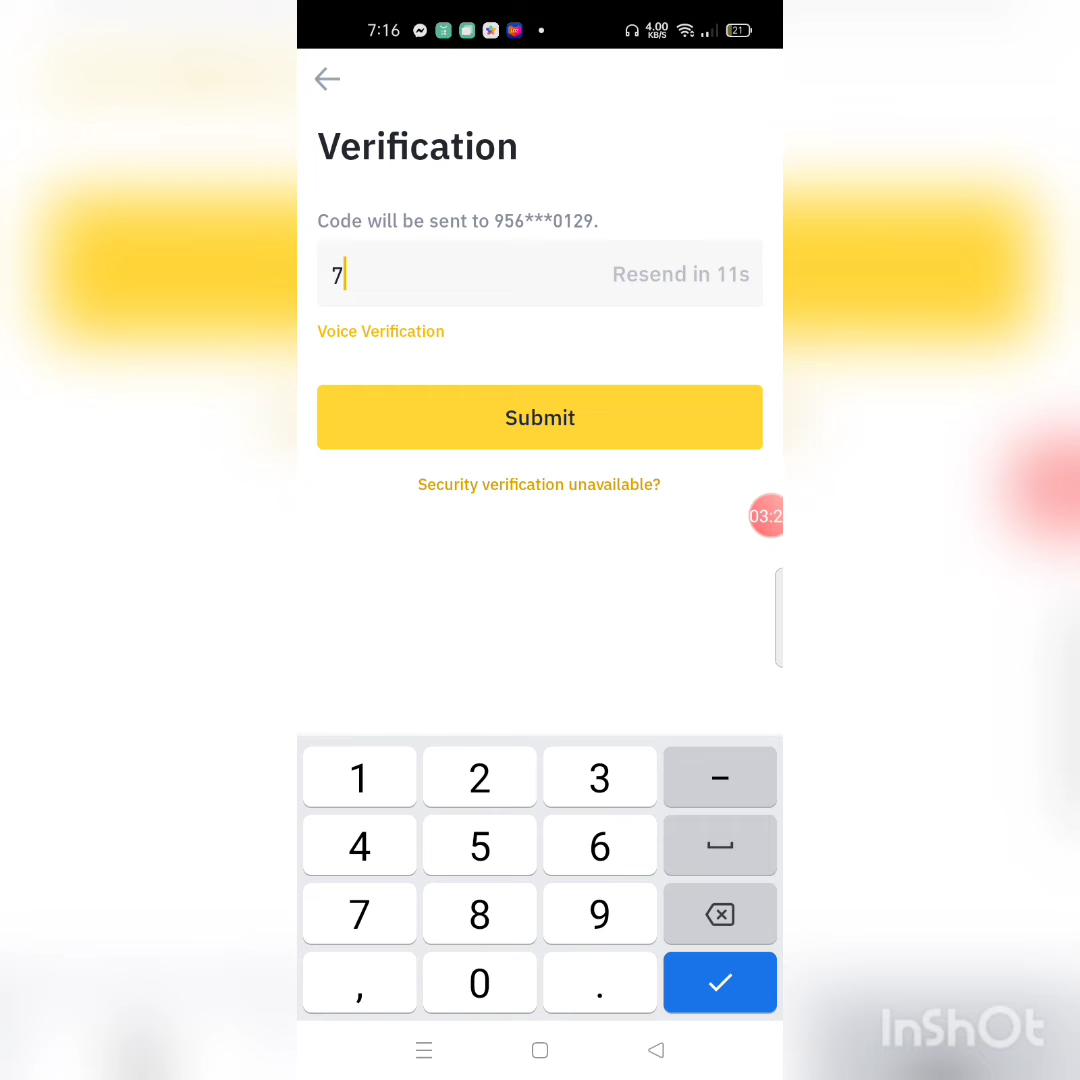 7:16
4.00
KB/S
21
Verification
Code will be sent to 956***0129.
7
Resend in 11s
Voice Verification
Submit
Security verification unavailable?
03:2
1 2 3 –
4 5 6
7 8 9
, 0 .
InShOt